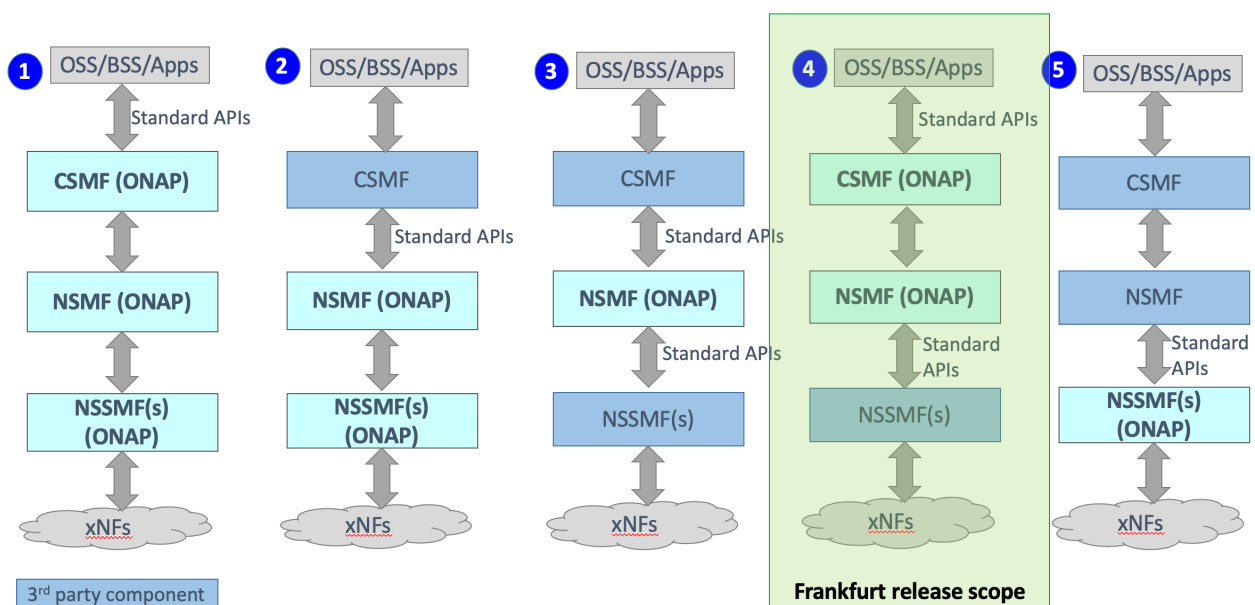 1
OSS/BSS/Apps
Standard APIs
CSMF (ONAP)
NSMF (ONAP)
NSSMF(s)
(ONAP)
xNFs
3rd party component
2
OSS/BSS/Apps
CSMF
Standard APIs
NSMF (ONAP)
NSSMF(s)
(ONAP)
xNFs
3
OSS/BSS/Apps
CSMF
Standard APIs
NSMF (ONAP)
Standard APIs
NSSMF(s)
xNFs
4
OSS/BSS/Apps
Standard APIs
CSMF (ONAP)
NSMF (ONAP)
Standard
APIs
NSSMF(s)
xNFs
Frankfurt release scope
5
OSS/BSS/Apps
CSMF
NSMF
Standard
APIs
NSSMF(s)
(ONAP)
xNFs